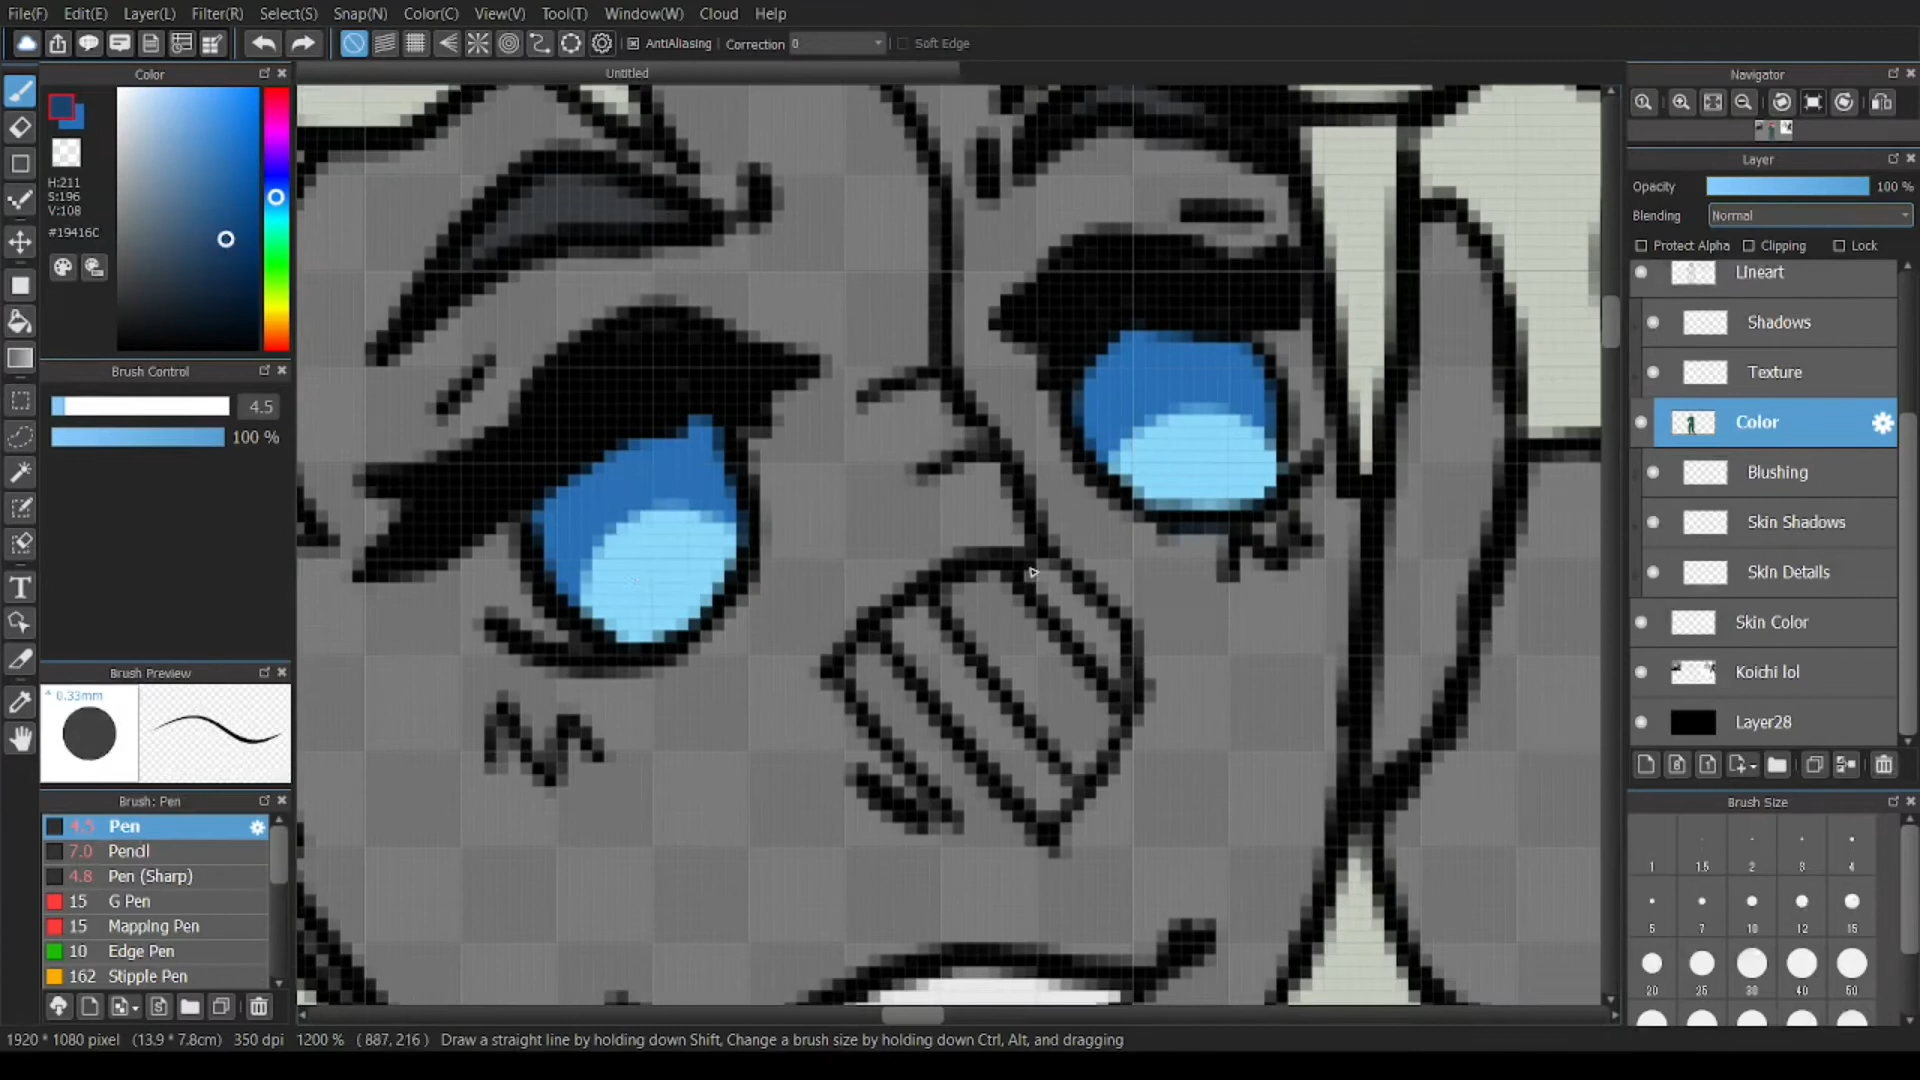 File(F) Edit(E) Layer(L) Filter(R) Select(S) Snap(N) Color(C) View(V) Tool(T) Window(W) Cloud Help
AntiAliasing Correction 0 Soft Edge
Color
Untitled
Navigator
H:211
S:196
V:108
#19416C
Layer
Opacity 100 %
Blending Normal
Protect Alpha Clipping Lock
Lineart
Shadows
Texture
Color
Blushing
Skin Shadows
Skin Details
Skin Color
Koichi lol
Layer28
Brush Control
4.5
100 %
Brush Preview
* 0.33mm
Brush: Pen
4.5 Pen
7.0 Pencil
4.8 Pen (Sharp)
15 G Pen
15 Mapping Pen
10 Edge Pen
162 Stipple Pen
Brush Size
1 1.5 2 3 4
5 7 10 12 15
20 25 30 40 50
1920 * 1080 pixel (13.9 * 7.8cm) 350 dpi 1200 % ( 887, 216 ) Draw a straight line by holding down Shift, Change a brush size by holding down Ctrl, Alt, and dragging